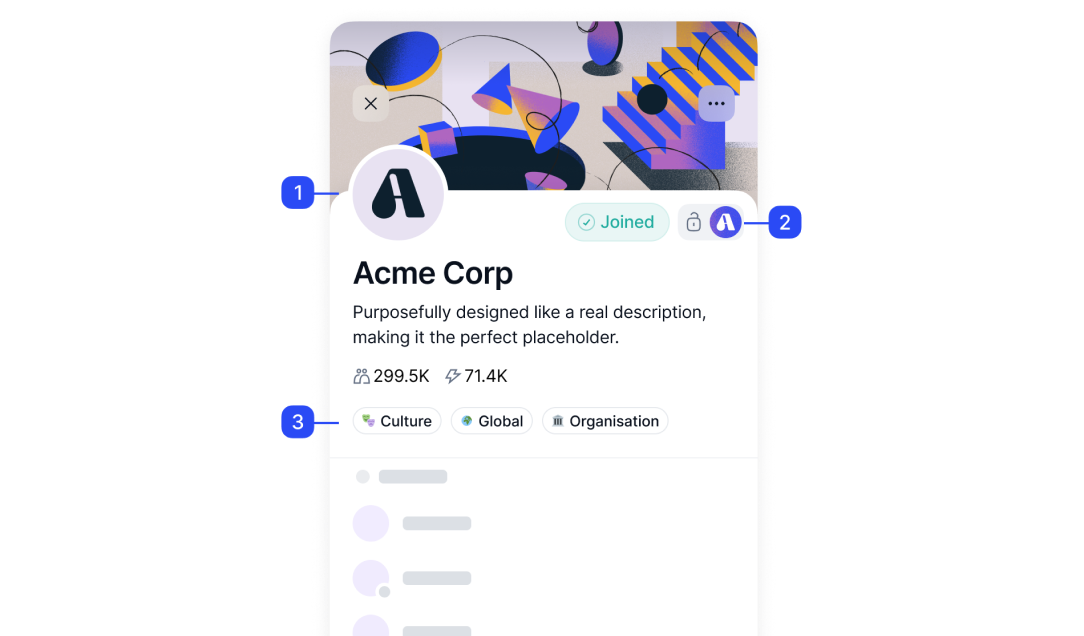 1
Joined
2
Acme Corp
Purposefully designed like a real description,
making it the perfect placeholder.
299.5K 71.4K
3
Culture Global Organisation